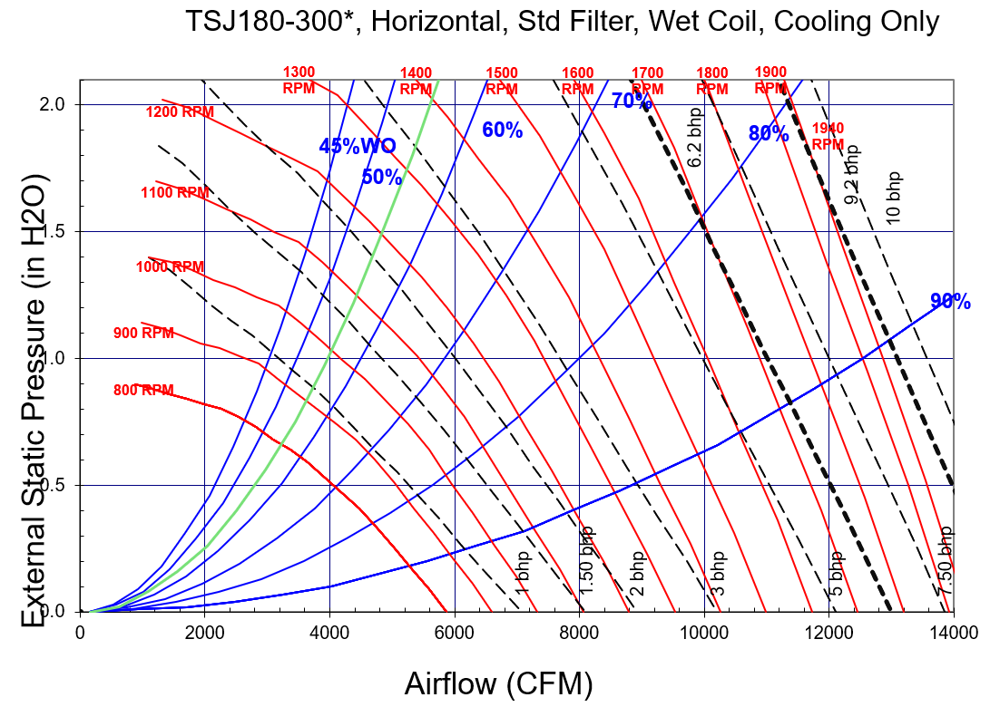 TSJ180-300*, Horizontal, Std Filter, Wet Coil, Cooling Only
1300 RPM
1400 RPM
1500 RPM
1600 RPM
1700 RPM
1800 RPM
1900 RPM
1940 RPM
1200 RPM
1100 RPM
1000 RPM
900 RPM
800 RPM
45%WO
50%
60%
70%
80%
90%
6.2 bhp
9.2 bhp
10 bhp
1 bhp
1.50 bhp
2 bhp
3 bhp
5 bhp
7.50 bhp
External Static Pressure (in H2O)
2.0
1.5
1.0
0.5
0.0
0
2000
4000
6000
8000
10000
12000
14000
Airflow (CFM)